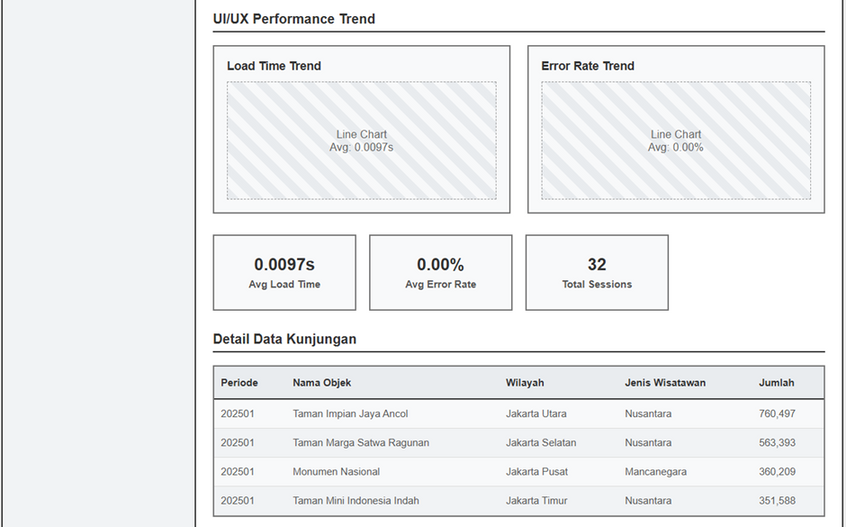 UI/UX Performance Trend
Load Time Trend
Line Chart
Avg: 0.0097s
Error Rate Trend
Line Chart
Avg: 0.00%
0.0097s
Avg Load Time
0.00%
Avg Error Rate
32
Total Sessions
Detail Data Kunjungan
Periode Nama Objek Wilayah Jenis Wisatawan Jumlah
202501 Taman Impian Jaya Ancol Jakarta Utara Nusantara 760,497
202501 Taman Marga Satwa Ragunan Jakarta Selatan Nusantara 563,393
202501 Monumen Nasional Jakarta Pusat Mancanegara 360,209
202501 Taman Mini Indonesia Indah Jakarta Timur Nusantara 351,588